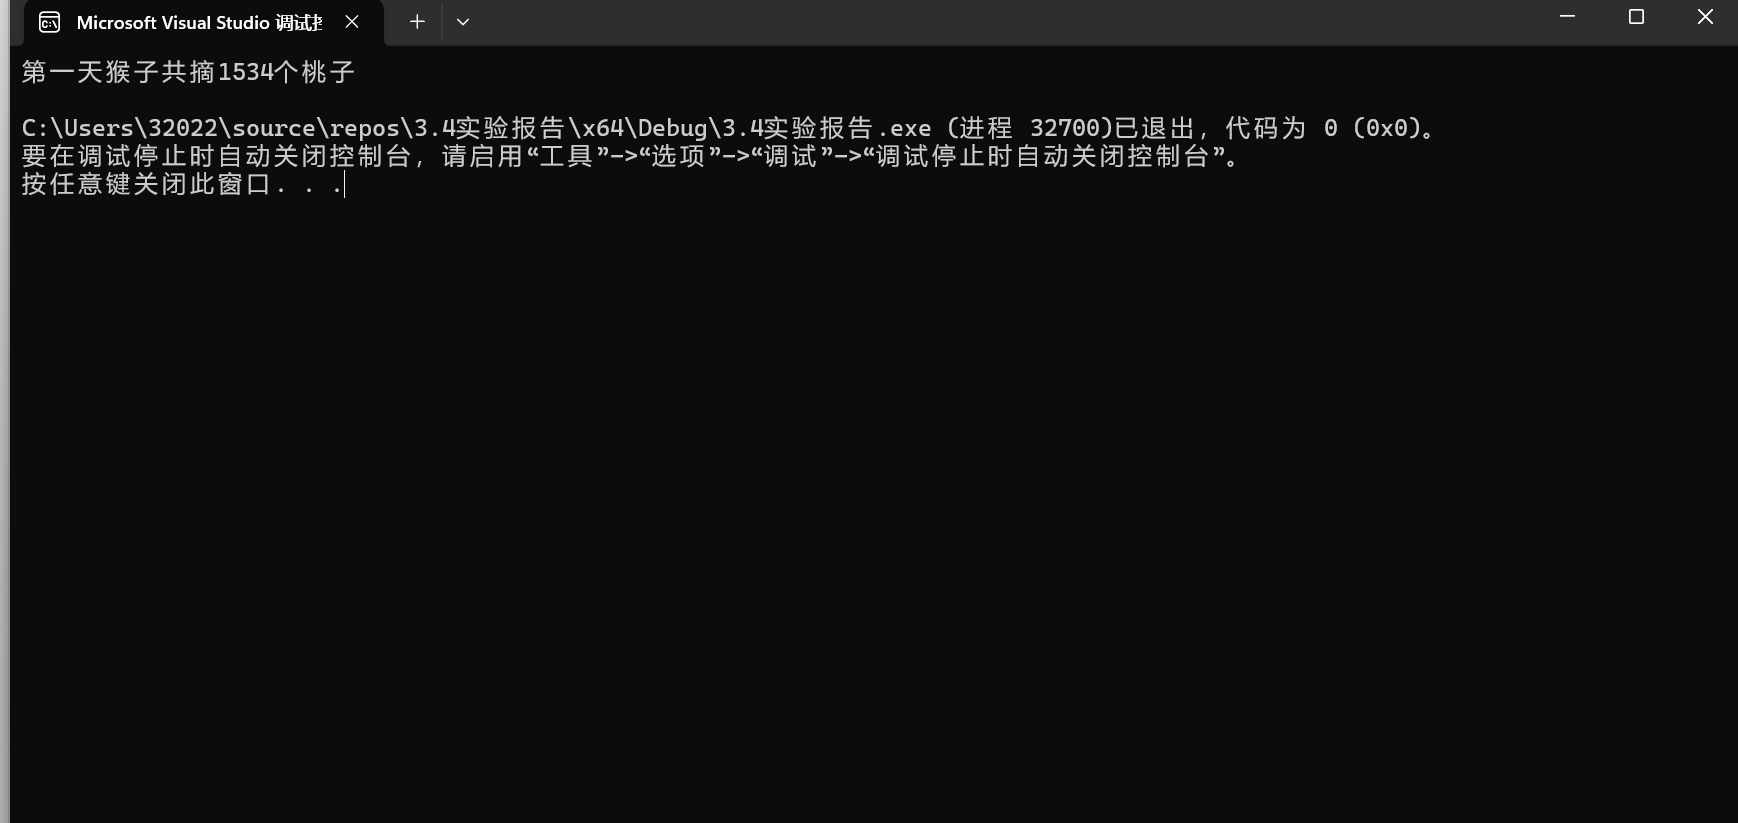 Microsoft Visual Studio 调试
第一天猴子共摘1534个桃子
C:\Users\32022\source\repos\3.4实验报告\x64\Debug\3.4实验报告.exe (进程 32700)已退出，代码为 0 (0x0)。
要在调试停止时自动关闭控制台，请启用“工具”->“选项”->“调试”->“调试停止时自动关闭控制台”。
按任意键关闭此窗口. . .